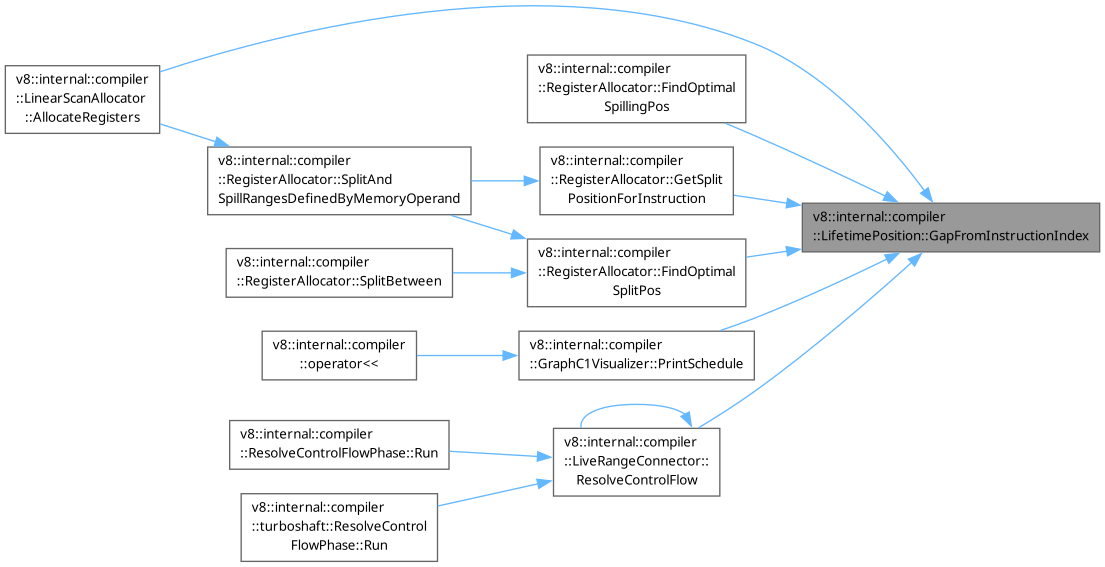 v8::internal::compiler
::LinearScanAllocator
::AllocateRegisters
v8::internal::compiler
::RegisterAllocator::SplitAnd
SpillRangesDefinedByMemoryOperand
v8::internal::compiler
::RegisterAllocator::SplitBetween
v8::internal::compiler
::operator<<
v8::internal::compiler
::ResolveControlFlowPhase::Run
v8::internal::compiler
::turboshaft::ResolveControl
FlowPhase::Run
v8::internal::compiler
::RegisterAllocator::FindOptimal
SpillingPos
v8::internal::compiler
::RegisterAllocator::GetSplit
PositionForInstruction
v8::internal::compiler
::RegisterAllocator::FindOptimal
SplitPos
v8::internal::compiler
::GraphC1Visualizer::PrintSchedule
v8::internal::compiler
::LiveRangeConnector::
ResolveControlFlow
v8::internal::compiler
::LifetimePosition::GapFromInstructionIndex